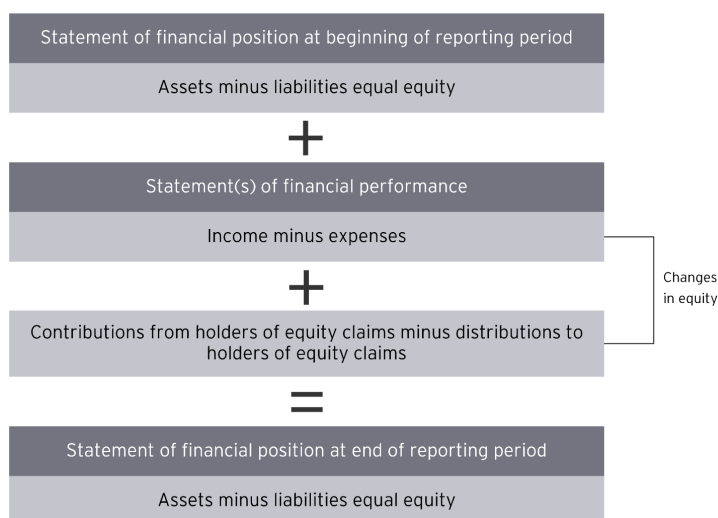 Statement of financial position at beginning of reporting period
Assets minus liabilities equal equity
+
Statement(s) of financial performance
Income minus expenses
Changes
in equity
+
Contributions from holders of equity claims minus distributions to
holders of equity claims
=
Statement of financial position at end of reporting period
Assets minus liabilities equal equity